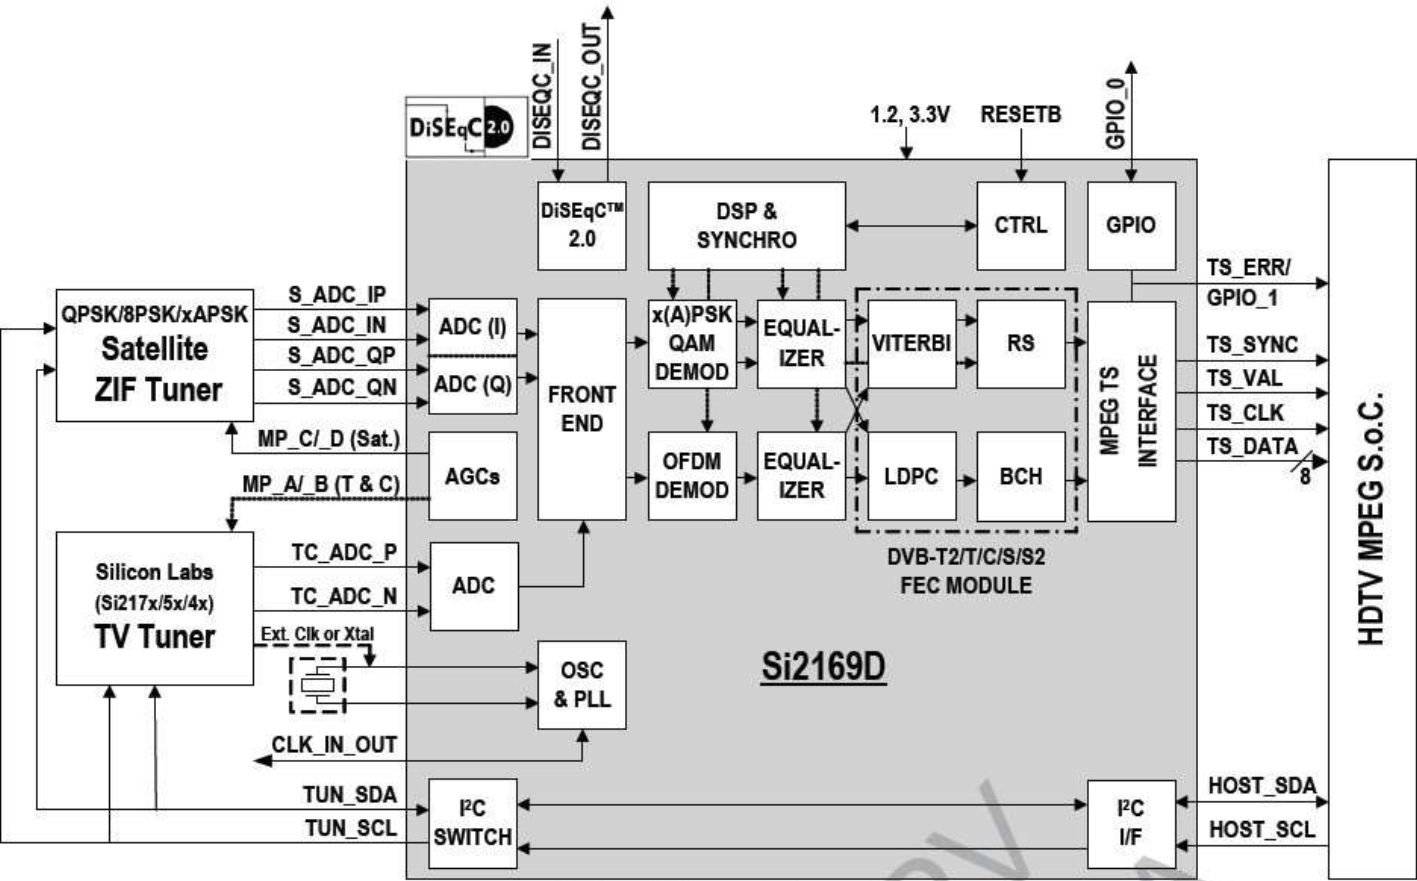 DISEQC_IN
DISEQC_OUT
DiSEqC 2.0
1.2, 3.3V
RESETB
GPIO_0
DiSEqC™
2.0
DSP &
SYNCHRO
CTRL
GPIO
QPSK/8PSK/xAPSK
Satellite
ZIF Tuner
S_ADC_IP
S_ADC_IN
S_ADC_QP
S_ADC_QN
MP_C/_D (Sat.)
MP_A/_B (T & C)
ADC (I)
ADC (Q)
AGCs
FRONT
END
x(A)PSK
QAM
DEMOD
EQUAL-
IZER
VITERBI
RS
OFDM
DEMOD
EQUAL-
IZER
LDPC
BCH
MPEG TS
INTERFACE
TS_ERR/
GPIO_1
TS_SYNC
TS_VAL
TS_CLK
TS_DATA
8
HDTV MPEG S.o.C.
DVB-T2/T/C/S/S2
FEC MODULE
Silicon Labs
(Si217x/5x/4x)
TV Tuner
TC_ADC_P
TC_ADC_N
ADC
Ext. Clk or Xtal
OSC
& PLL
Si2169D
CLK_IN_OUT
TUN_SDA
TUN_SCL
I²C
SWITCH
I²C
I/F
HOST_SDA
HOST_SCL